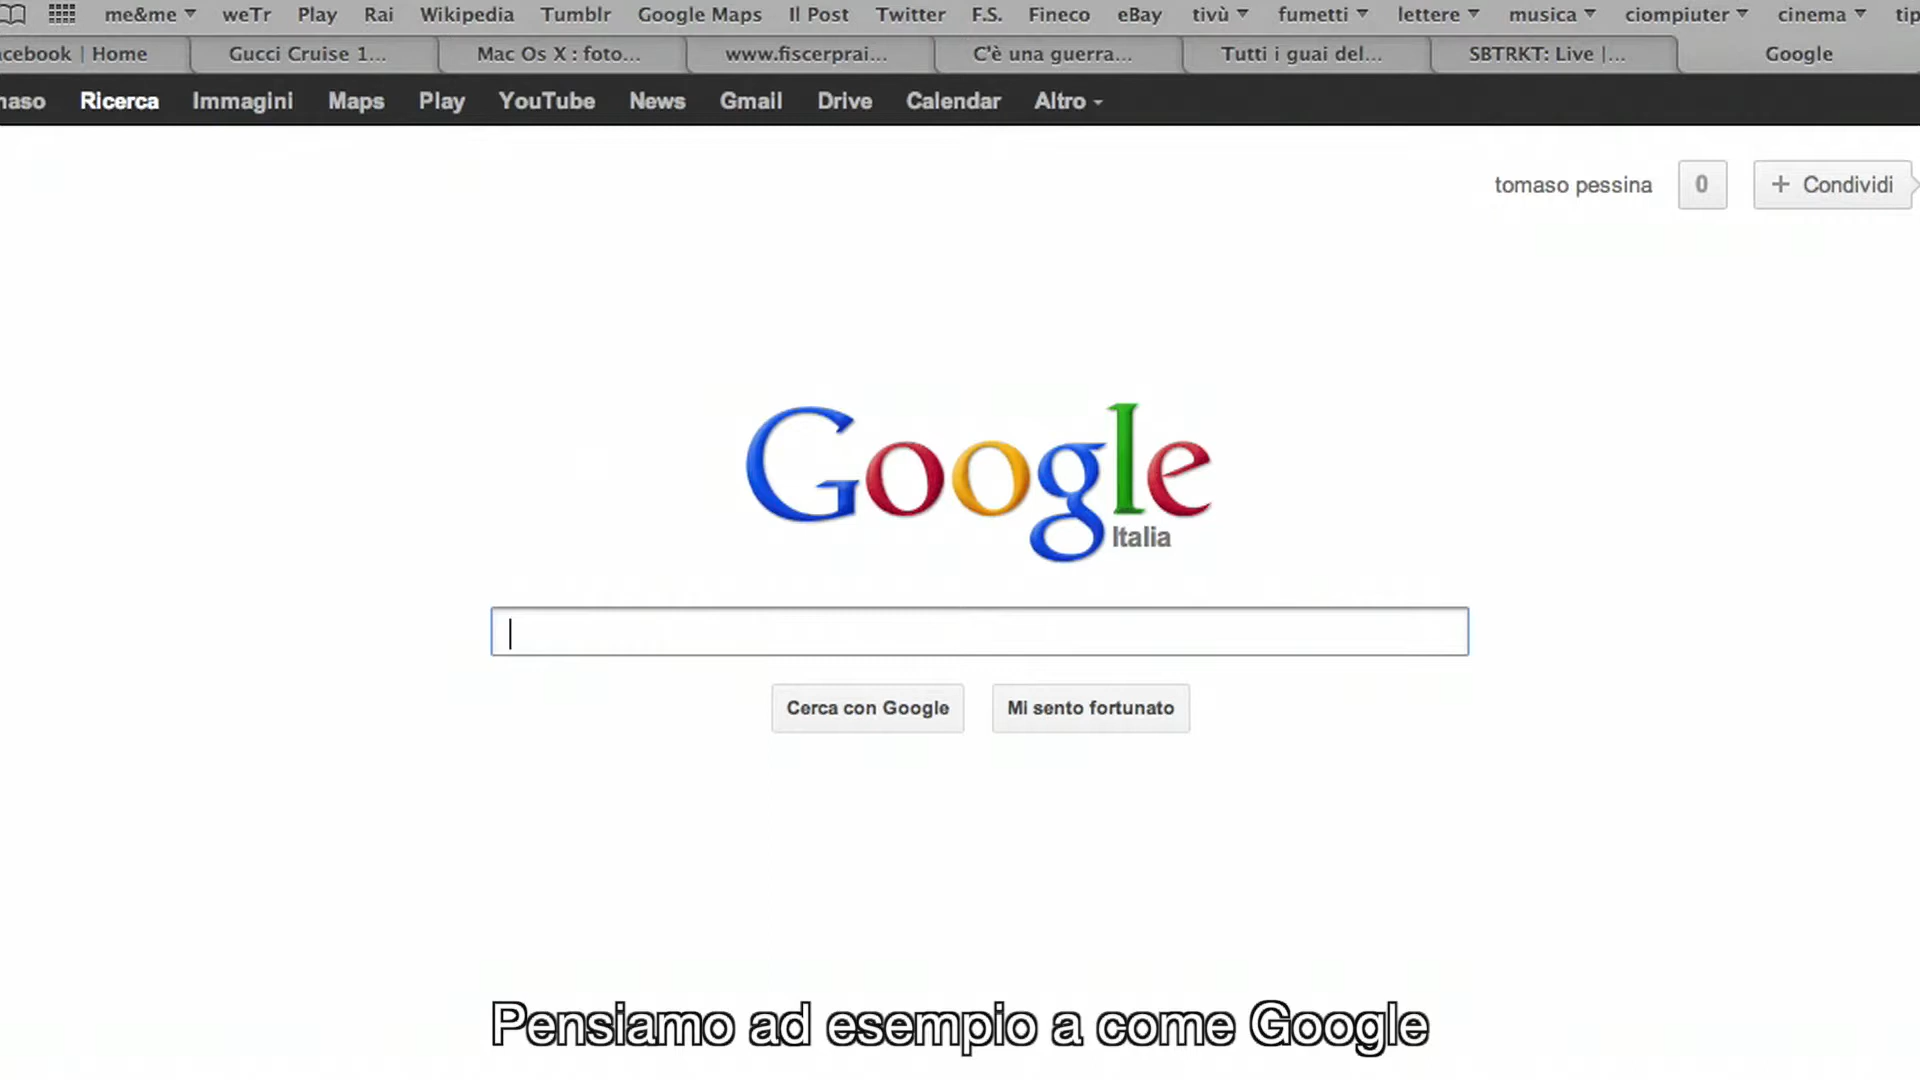 me&me weTr Play Rai Wikipedia Tumblr Google Maps Il Post Twitter F.S. Fineco eBay tivù fumetti lettere musica ciompiuter cinema tip
cebook | Home Gucci Cruise 1... Mac Os X : foto... www.fiscerprai... C'è una guerra... Tutti i guai del... SBTRKT: Live |... Google
naso Ricerca Immagini Maps Play YouTube News Gmail Drive Calendar Altro
tomaso pessina 0 + Condividi
Google
Italia
Cerca con Google Mi sento fortunato
Pensiamo ad esempio a come Google